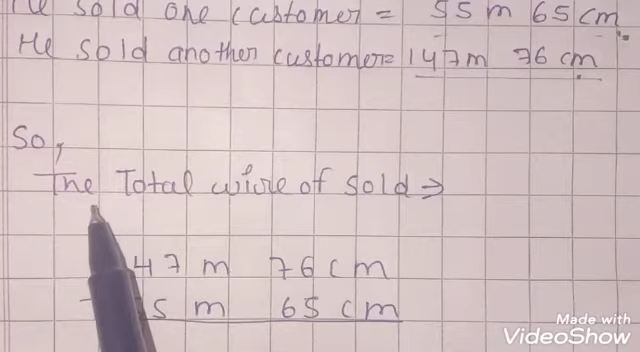 He sold one customer = 55 m 65 cm.
He sold another customer= 147m 76 cm
So,
The Total wire of sold ⇒
47 m 76 cm
5 m 65 cm
Made with
VideoShow